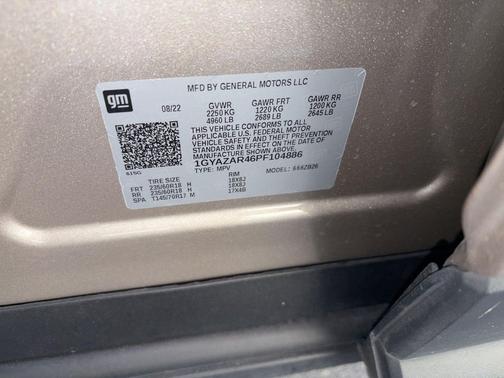 gm
MFD BY GENERAL MOTORS LLC
08/22 GVWR GAWR FRT GAWR RR
2250 KG 1220 KG 1200 KG
4960 LB 2689 LB 2645 LB
THIS VEHICLE CONFORMS TO ALL
APPLICABLE U.S. FEDERAL MOTOR
VEHICLE SAFETY AND THEFT PREVENTION
STANDARDS IN EFFECT ON THE DATE OF
MANUFACTURE SHOWN ABOVE.
1GYAZAR46PF104886
TYPE: MPV MODEL: 6ZB26
TIRE SIZE RIM
FRT 235/60R18 H 18X8J
RR 235/60R18 H 18X8J
SPA T145/70R17 M 17X4B